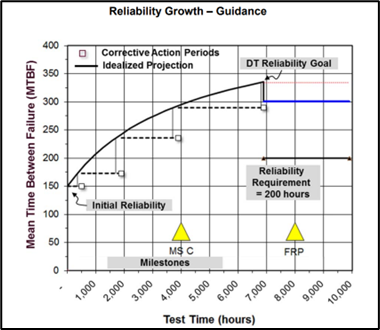 Reliability Growth – Guidance
400
350
300
250
200
150
100
50
0
Mean Time Between Failure (MTBF)
Corrective Action Periods
Idealized Projection
DT Reliability Goal
Initial Reliability
Reliability
Requirement
= 200 hours
MS C
FRP
Milestones
-
1,000
2,000
3,000
4,000
5,000
6,000
7,000
8,000
9,000
10,000
Test Time (hours)